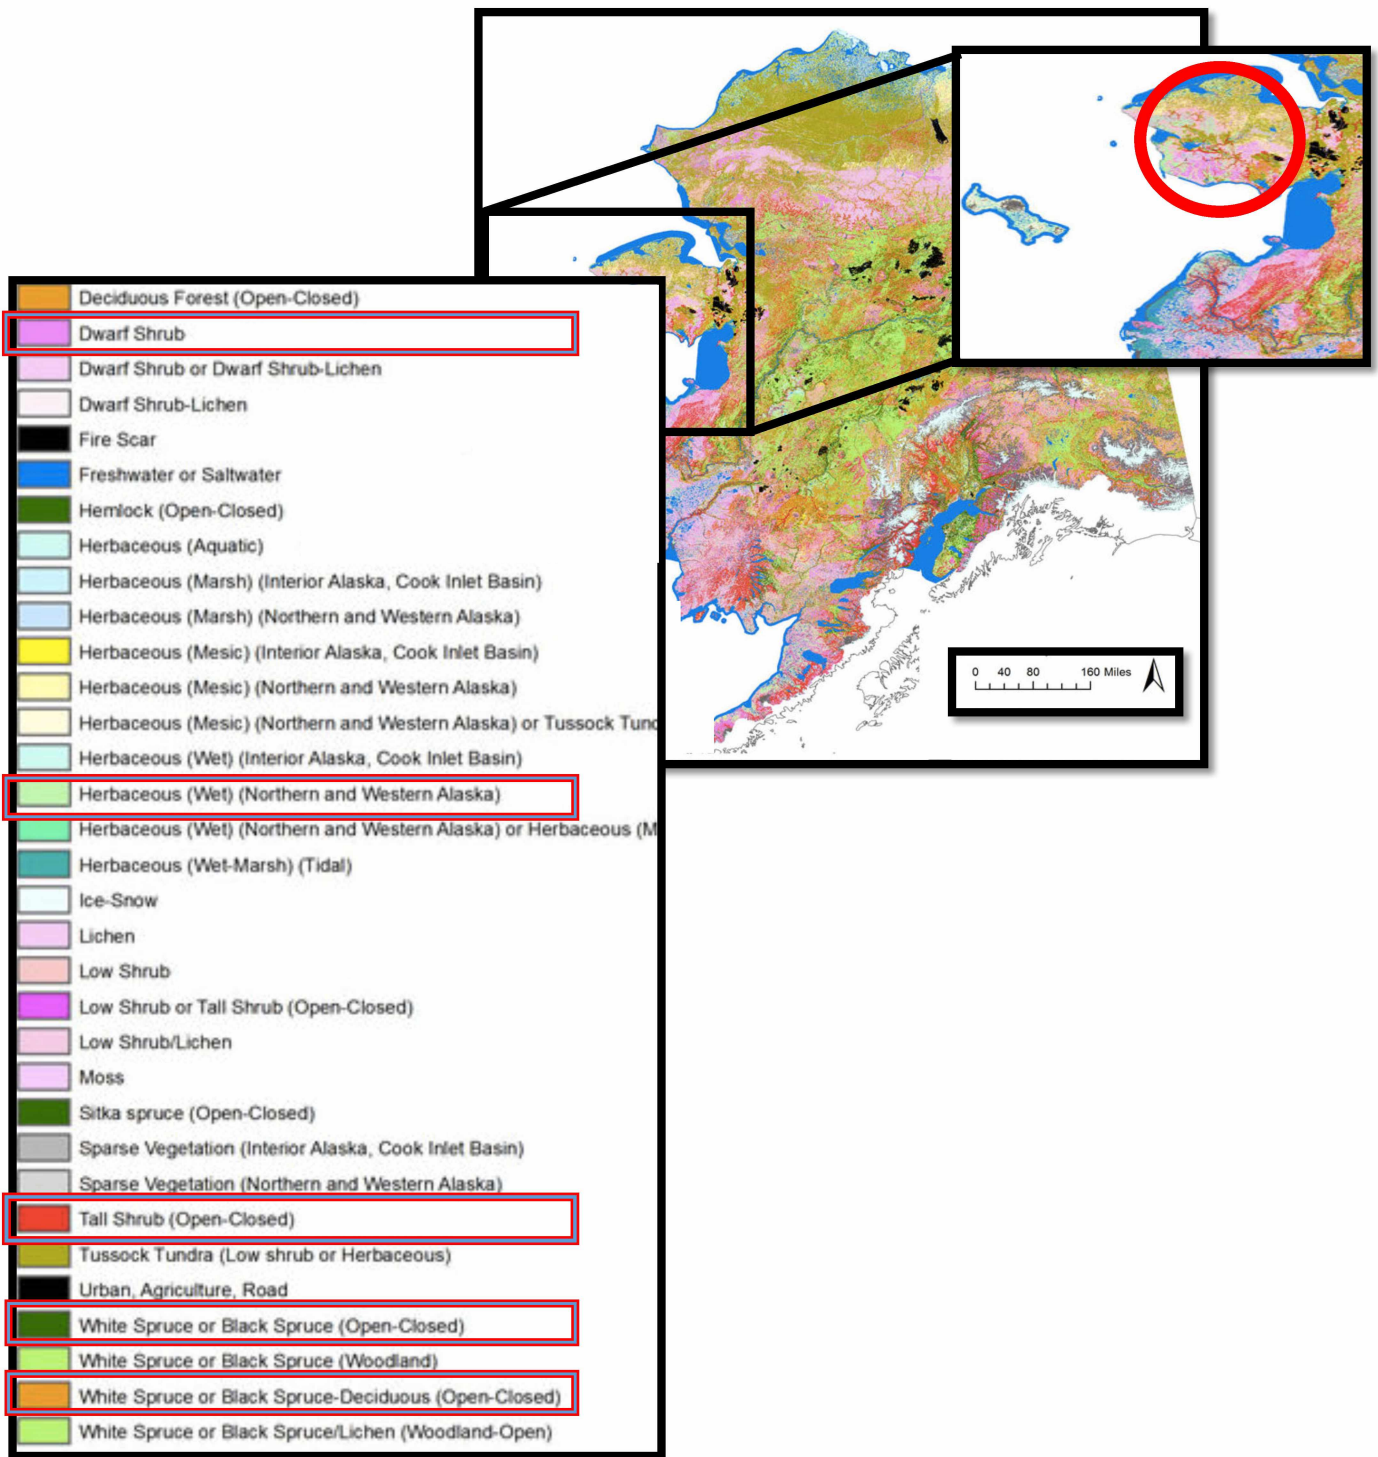 Deciduous Forest (Open-Closed)
Dwarf Shrub
Dwarf Shrub or Dwarf Shrub-Lichen
Dwarf Shrub-Lichen
Fire Scar
Freshwater or Saltwater
Hemlock (Open-Closed)
Herbaceous (Aquatic)
Herbaceous (Marsh) (Interior Alaska, Cook Inlet Basin)
Herbaceous (Marsh) (Northern and Western Alaska)
Herbaceous (Mesic) (Interior Alaska, Cook Inlet Basin)
Herbaceous (Mesic) (Northern and Western Alaska)
Herbaceous (Mesic) (Northern and Western Alaska) or Tussock Tund
Herbaceous (Wet) (Interior Alaska, Cook Inlet Basin)
Herbaceous (Wet) (Northern and Western Alaska)
Herbaceous (Wet) (Northern and Western Alaska) or Herbaceous (M
Herbaceous (Wet-Marsh) (Tidal)
Ice-Snow
Lichen
Low Shrub
Low Shrub or Tall Shrub (Open-Closed)
Low Shrub/Lichen
Moss
Sitka spruce (Open-Closed)
Sparse Vegetation (Interior Alaska, Cook Inlet Basin)
Sparse Vegetation (Northern and Western Alaska)
Tall Shrub (Open-Closed)
Tussock Tundra (Low shrub or Herbaceous)
Urban, Agriculture, Road
White Spruce or Black Spruce (Open-Closed)
White Spruce or Black Spruce (Woodland)
White Spruce or Black Spruce-Deciduous (Open-Closed)
White Spruce or Black Spruce/Lichen (Woodland-Open)
0 40 80 160 Miles